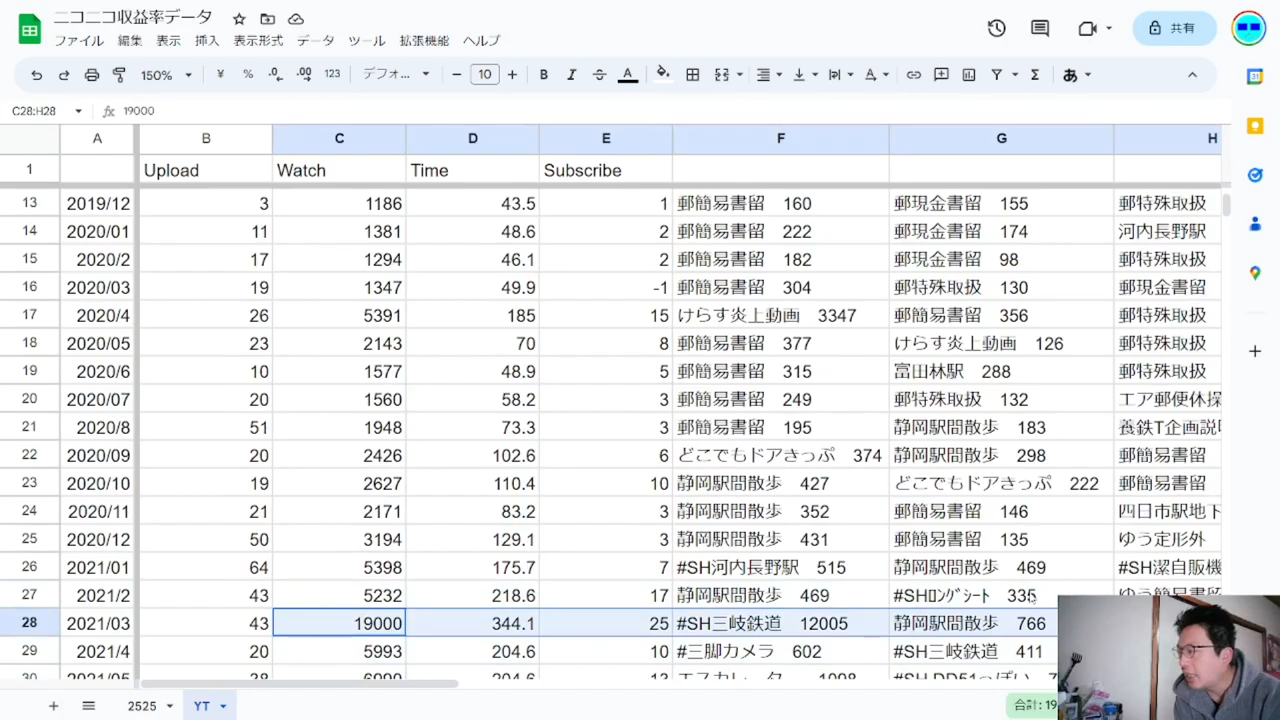 ニコニコ収益率データ
ファイル 編集 表示 挿入 表示形式 データ ツール 拡張機能 ヘルプ
共有
150% ¥ % .0 .00 123 デフォ... 10 B I S A あ
C28:H28 fx 19000
A B C D E F G H
1 Upload Watch Time Subscribe
13 2019/12 3 1186 43.5 1 郵簡易書留 160 郵現金書留 155 郵特殊取扱
14 2020/01 11 1381 48.6 2 郵簡易書留 222 郵現金書留 174 河内長野駅
15 2020/2 17 1294 46.1 2 郵簡易書留 182 郵現金書留 98 郵特殊取扱
16 2020/03 19 1347 49.9 -1 郵簡易書留 304 郵特殊取扱 130 郵現金書留
17 2020/4 26 5391 185 15 けらす炎上動画 3347 郵簡易書留 356 郵特殊取扱
18 2020/05 23 2143 70 8 郵簡易書留 377 けらす炎上動画 126 郵特殊取扱
19 2020/6 10 1577 48.9 5 郵簡易書留 315 富田林駅 288 郵特殊取扱
20 2020/07 20 1560 58.2 3 郵簡易書留 249 郵特殊取扱 132 エア郵便休探
21 2020/8 51 1948 73.3 3 郵簡易書留 195 静岡駅間散歩 183 養鉄T企画説
22 2020/09 20 2426 102.6 6 どこでもドアきっぷ 374 静岡駅間散歩 298 郵簡易書留
23 2020/10 19 2627 110.4 10 静岡駅間散歩 427 どこでもドアきっぷ 222 郵簡易書留
24 2020/11 21 2171 83.2 3 静岡駅間散歩 352 郵簡易書留 146 四日市駅地下
25 2020/12 50 3194 129.1 3 静岡駅間散歩 431 郵簡易書留 135 ゆう定形外
26 2021/01 64 5398 175.7 7 #SH河内長野駅 515 静岡駅間散歩 469 #SH潔自販機
27 2021/2 43 5232 218.6 17 静岡駅間散歩 469 #SHﾛﾝｸﾞｼｰﾄ 335 ゆう簡易書留
28 2021/03 43 19000 344.1 25 #SH三岐鉄道 12005 静岡駅間散歩 766
29 2021/4 20 5993 204.6 10 #三脚カメラ 602 #SH三岐鉄道 411
2525 YT 合計: 19